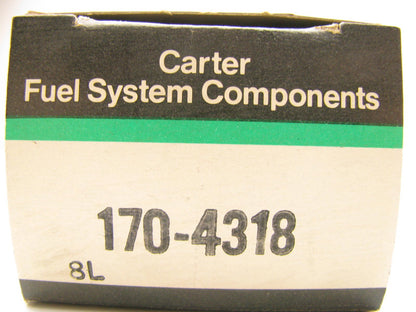 Carter
Fuel System Components
170-4318
8L